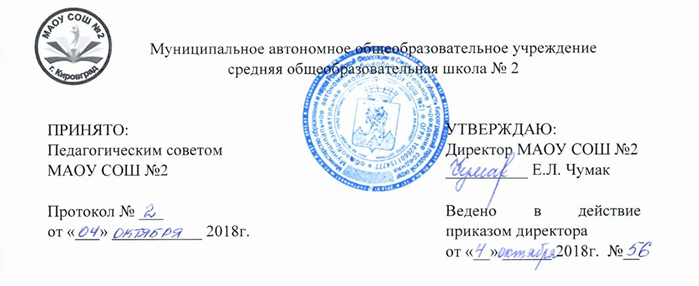 МАОУ СОШ №2
г. Кировград
Муниципальное автономное общеобразовательное учреждение
средняя общеобразовательная школа № 2
ПРИНЯТО:
Педагогическим советом
МАОУ СОШ №2
Протокол № 2
от «04» октября 2018г.
УТВЕРЖДАЮ:
Директор МАОУ СОШ №2
Чумак Е.Л. Чумак
Ведено в действие
приказом директора
от «4» октября 2018г. № 56